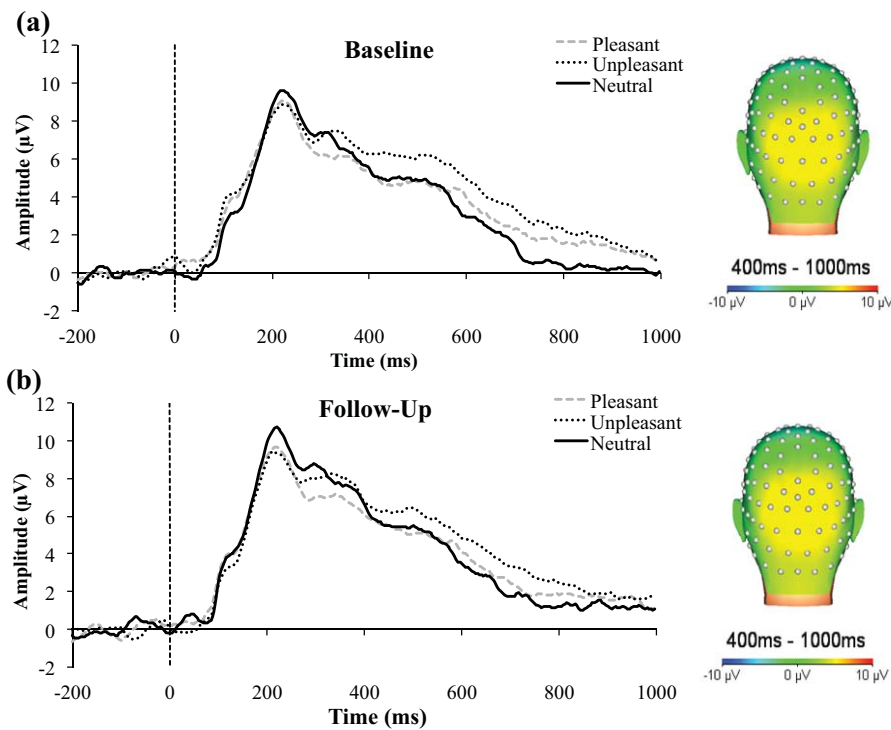 (a)
Baseline
Pleasant
Unpleasant
Neutral
12
10
8
6
4
2
0
-2
Amplitude (μV)
-200
0
200
400
600
800
1000
Time (ms)
400ms - 1000ms
-10 μV
0 μV
10 μV
(b)
Follow-Up
Pleasant
Unpleasant
Neutral
12
10
8
6
4
2
0
-2
Amplitude (μV)
-200
0
200
400
600
800
1000
Time (ms)
400ms - 1000ms
-10 μV
0 μV
10 μV